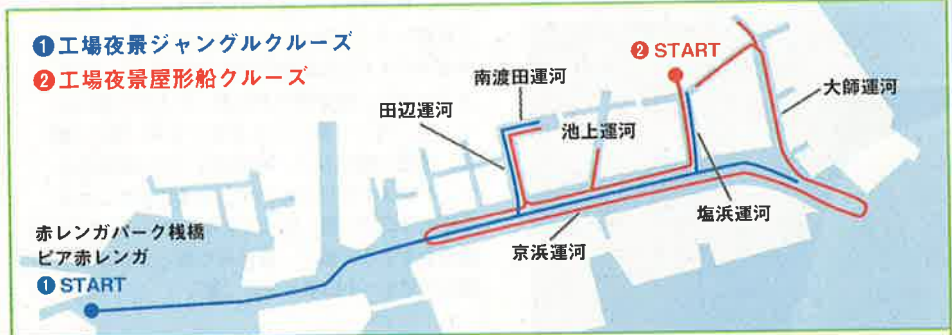 ❶工場夜景ジャングルクルーズ
❷工場夜景屋形船クルーズ
❷ START
南渡田運河
大師運河
田辺運河
池上運河
塩浜運河
京浜運河
赤レンガパーク桟橋
ピア赤レンガ
❶ START